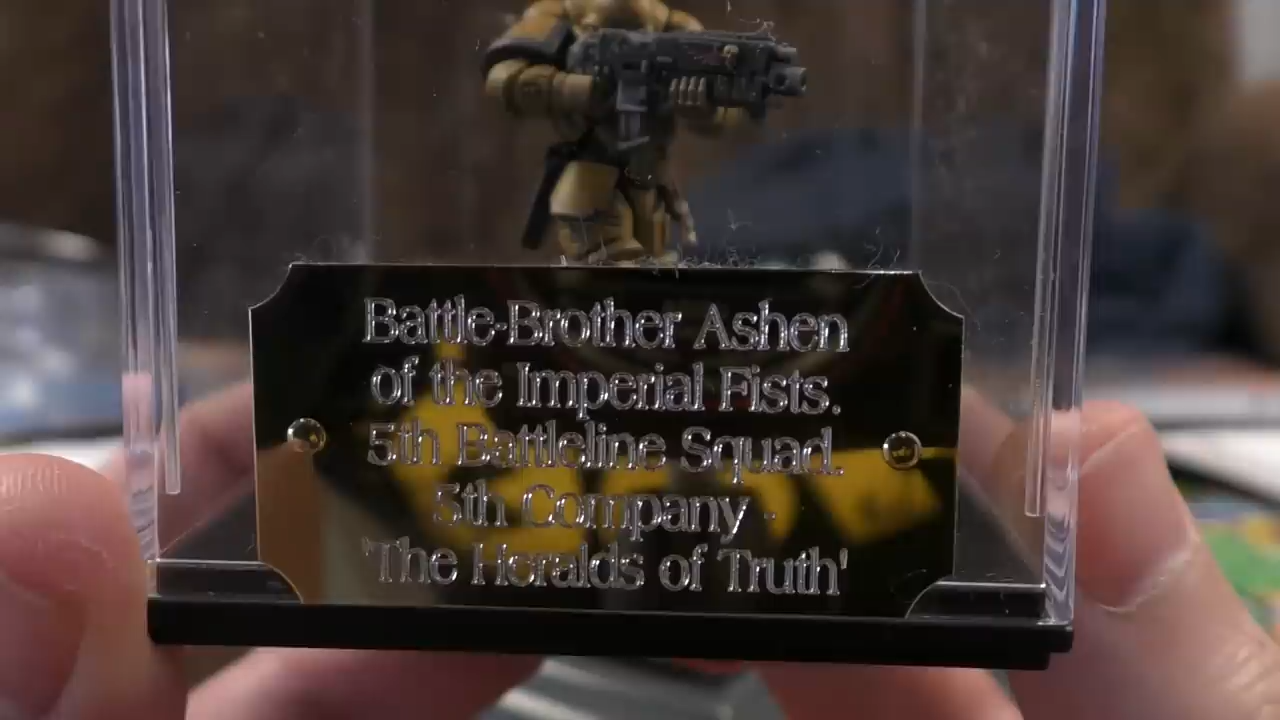 Battle-Brother Ashen
of the Imperial Fists.
5th Battleline Squad.
5th Company -
'The Heralds of Truth'